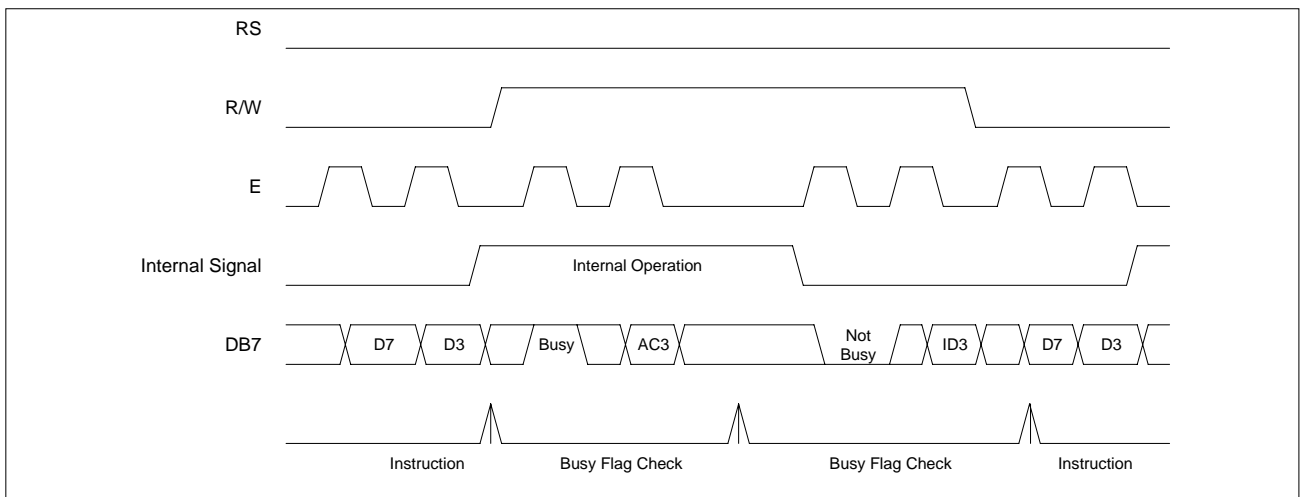 RS
R/W
E
Internal Signal
Internal Operation
DB7
D7
D3
Busy
AC3
Not
Busy
ID3
D7
D3
Instruction
Busy Flag Check
Busy Flag Check
Instruction